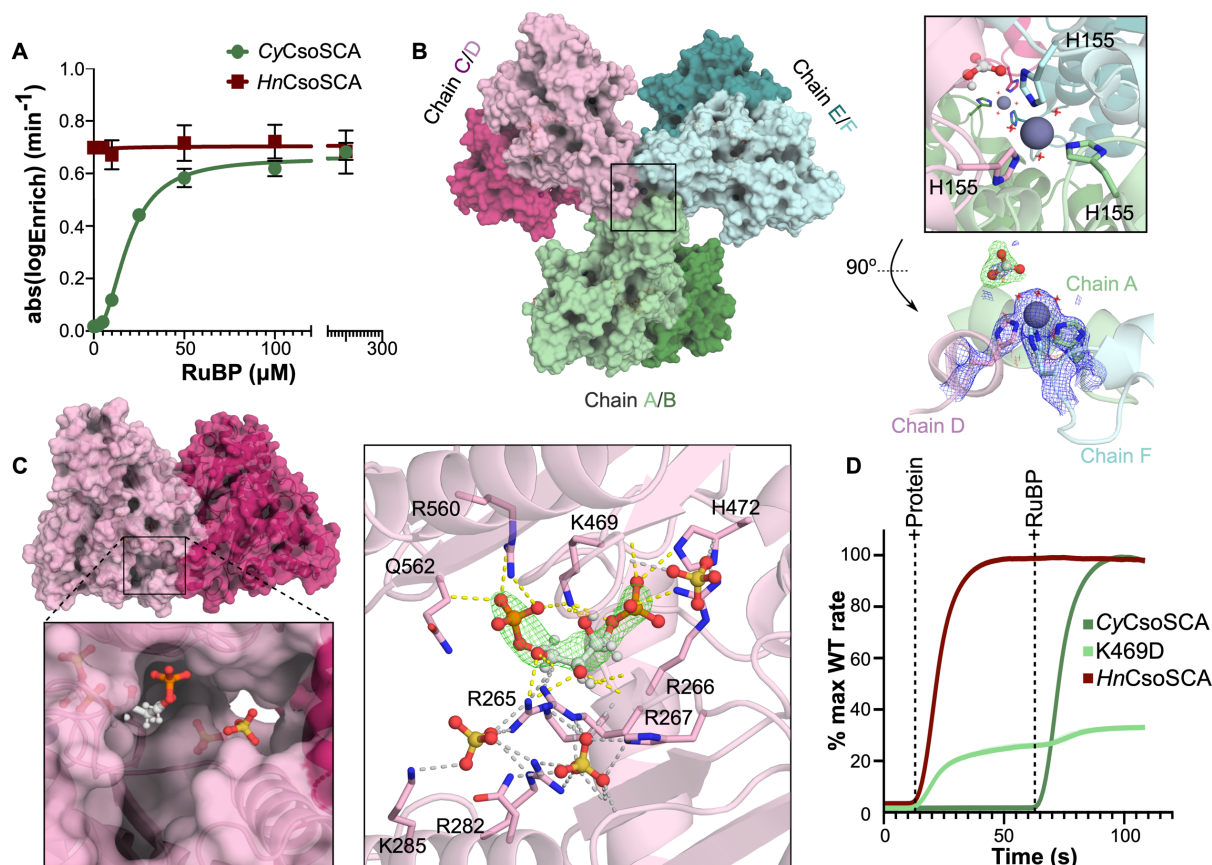 A
CyCsoSCA
HnCsoSCA
abs(logEnrich) (min⁻¹)
1.0
0.8
0.6
0.4
0.2
0.0
0
50
100
300
RuBP (µM)
B
Chain C/D
Chain E/F
Chain A/B
H155
H155
H155
90°
Chain A
Chain D
Chain F
C
R560
K469
H472
Q562
R265
R266
R267
R282
K285
D
+Protein
+RuBP
% max WT rate
100
80
60
40
20
0
CyCsoSCA
K469D
HnCsoSCA
0
50
100
Time (s)